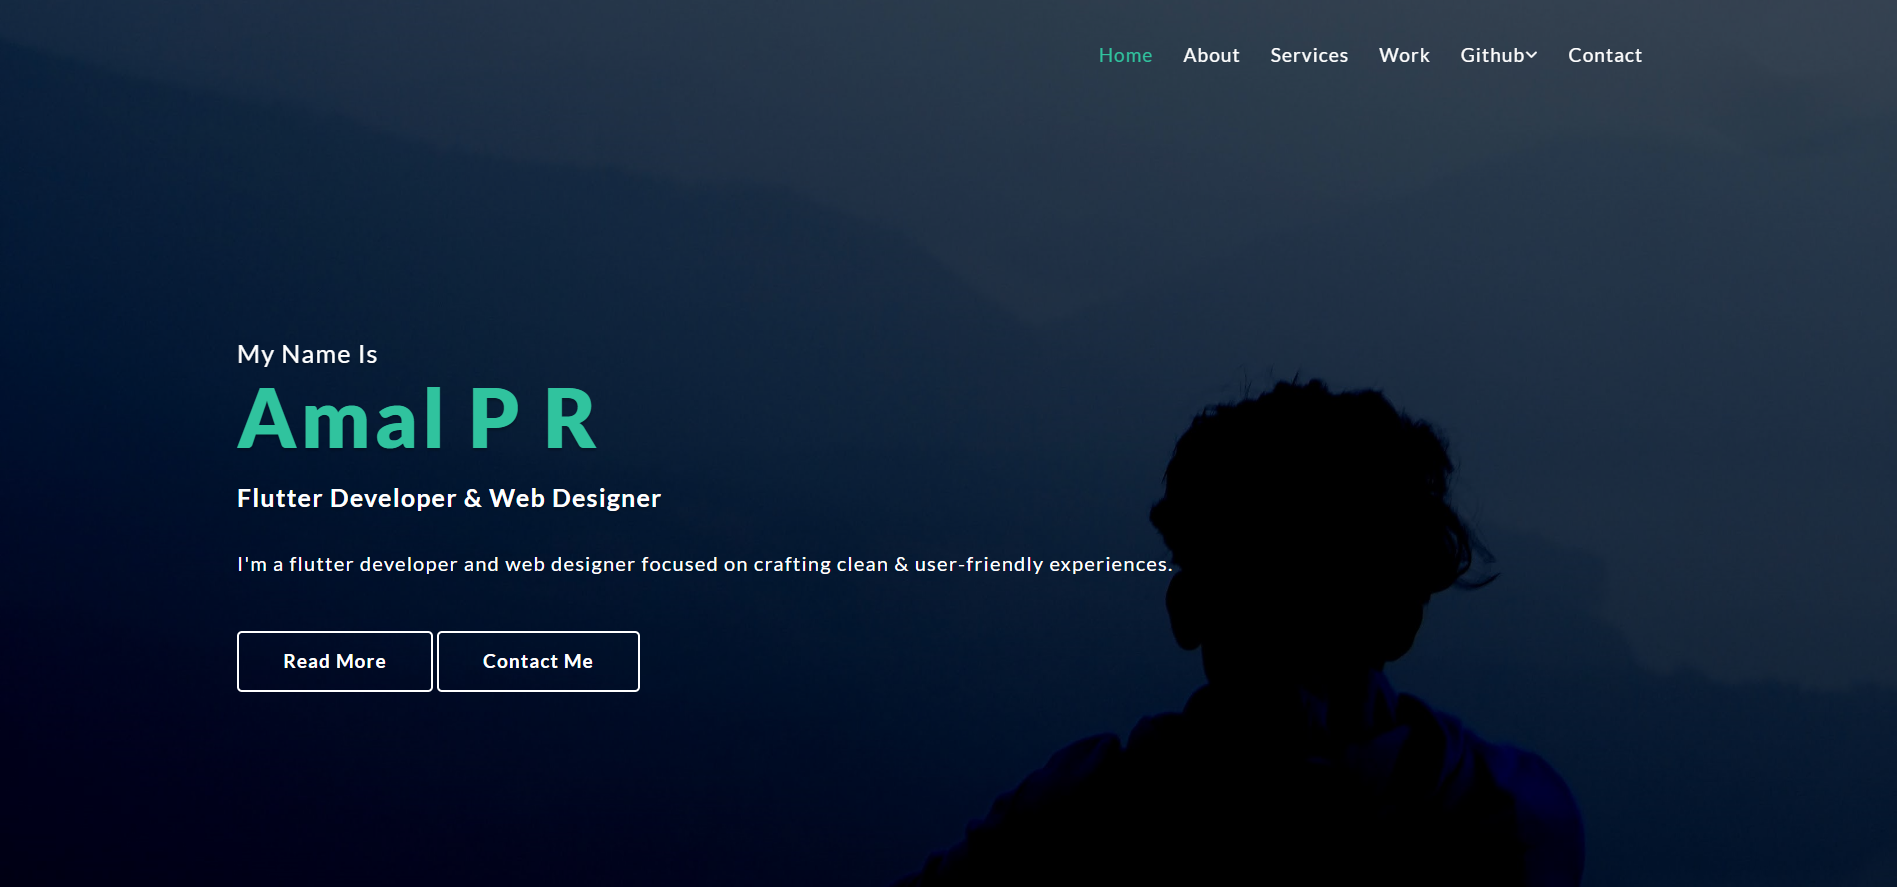 Home About Services Work Github Contact
My Name Is
Amal P R
Flutter Developer & Web Designer
I'm a flutter developer and web designer focused on crafting clean & user-friendly experiences.
Read More Contact Me